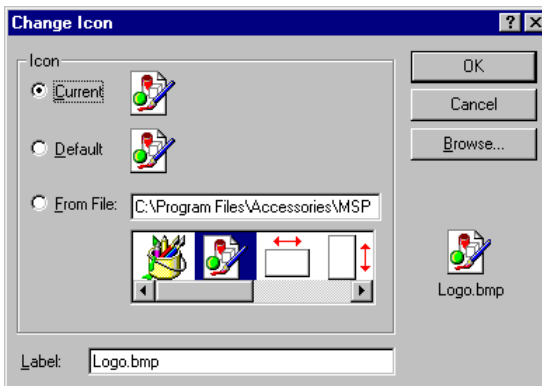 Change Icon
Icon
Current
Default
From File: C:\Program Files\Accessories\MSP
OK
Cancel
Browse...
Logo.bmp
Label: Logo.bmp